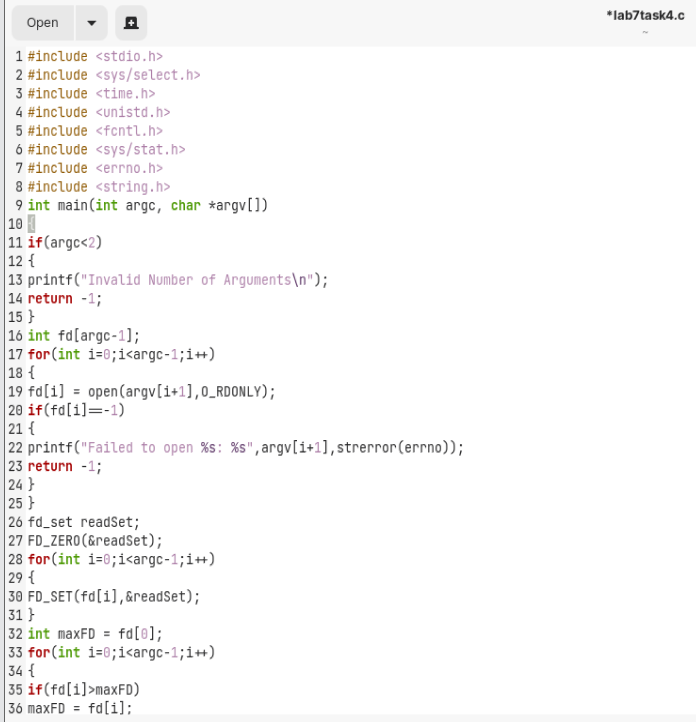 Open
*lab7task4.c
~
1 #include <stdio.h>
2 #include <sys/select.h>
3 #include <time.h>
4 #include <unistd.h>
5 #include <fcntl.h>
6 #include <sys/stat.h>
7 #include <errno.h>
8 #include <string.h>
9 int main(int argc, char *argv[])
10 {
11 if(argc<2)
12 {
13 printf("Invalid Number of Arguments\n");
14 return -1;
15 }
16 int fd[argc-1];
17 for(int i=0;i<argc-1;i++)
18 {
19 fd[i] = open(argv[i+1],O_RDONLY);
20 if(fd[i]==-1)
21 {
22 printf("Failed to open %s: %s",argv[i+1],strerror(errno));
23 return -1;
24 }
25 }
26 fd_set readSet;
27 FD_ZERO(&readSet);
28 for(int i=0;i<argc-1;i++)
29 {
30 FD_SET(fd[i],&readSet);
31 }
32 int maxFD = fd[0];
33 for(int i=0;i<argc-1;i++)
34 {
35 if(fd[i]>maxFD)
36 maxFD = fd[i];